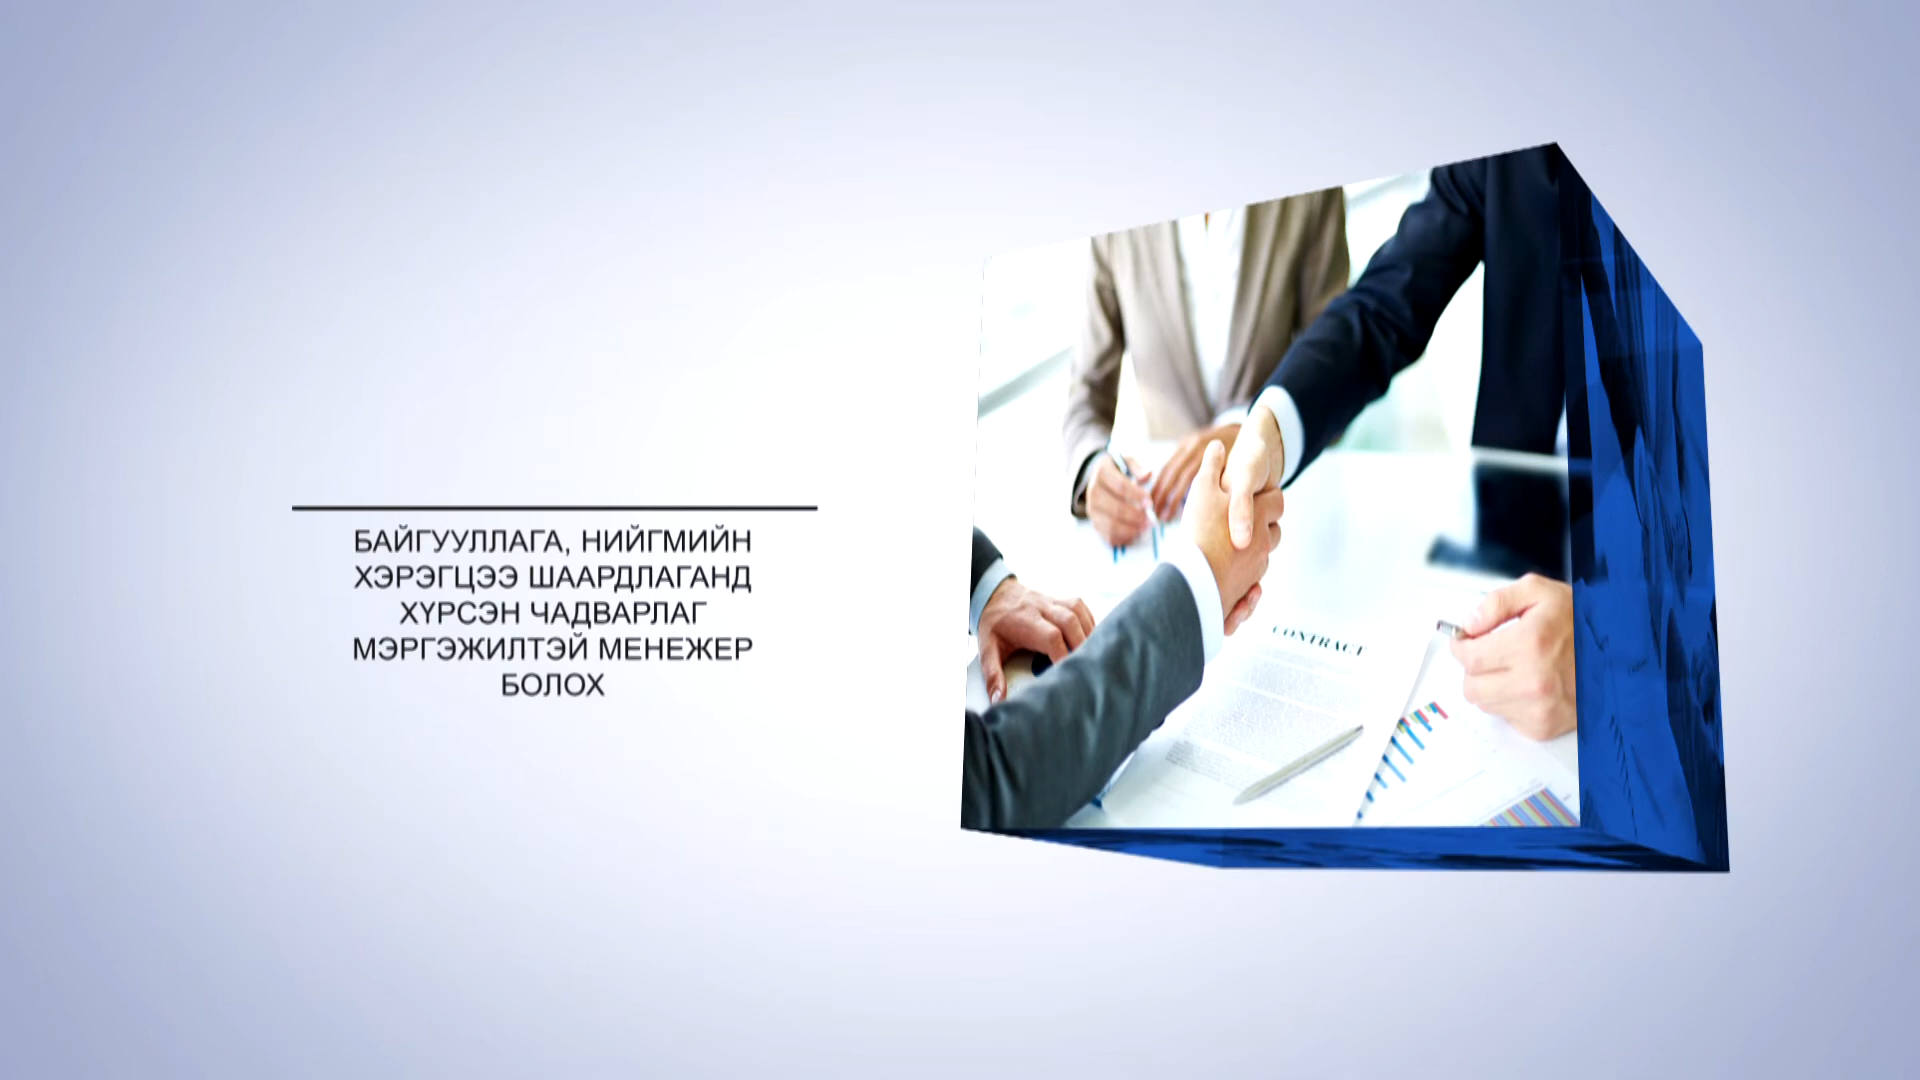 БАЙГУУЛЛАГА, НИЙГМИЙН
ХЭРЭГЦЭЭ ШААРДЛАГАНД
ХҮРСЭН ЧАДВАРЛАГ
МЭРГЭЖИЛТЭЙ МЕНЕЖЕР
БОЛОХ
CONTRACT